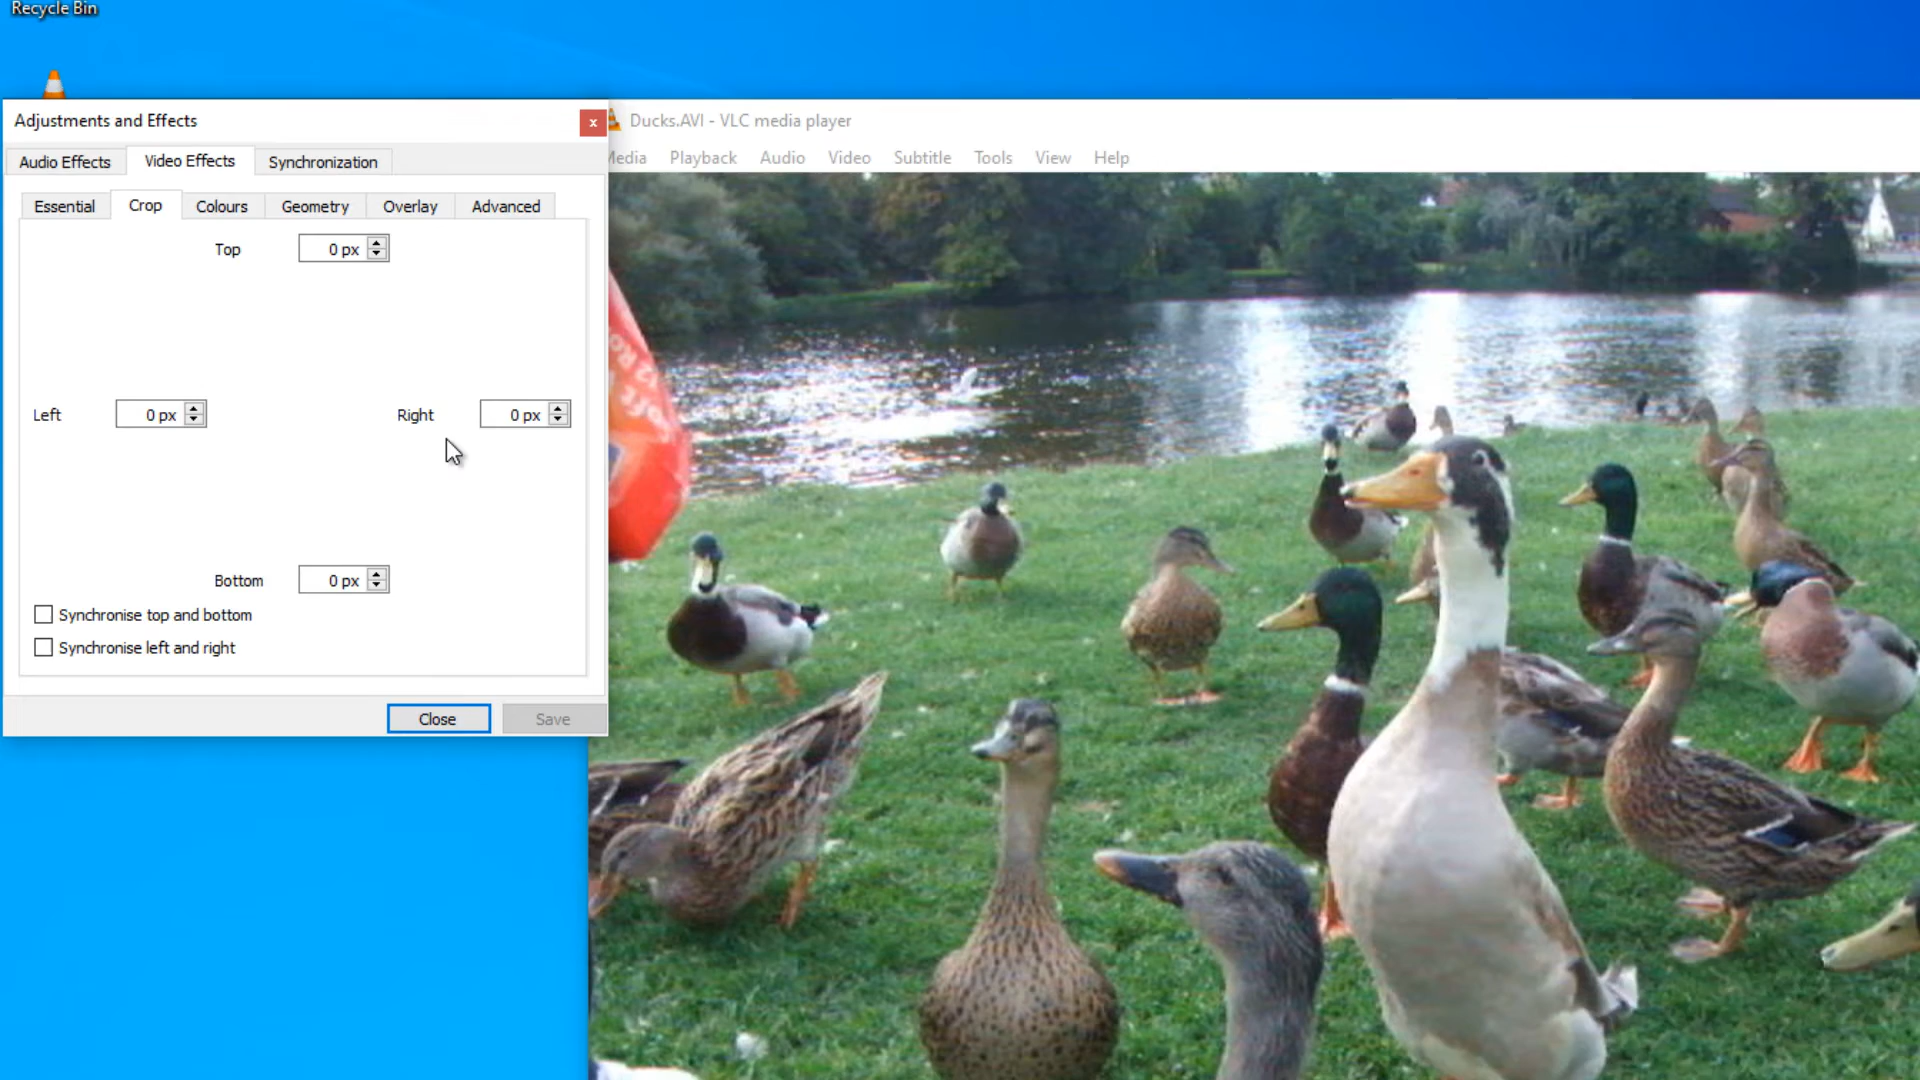 Recycle Bin
Adjustments and Effects
x
Ducks.AVI - VLC media player
Audio Effects Video Effects Synchronization
Media Playback Audio Video Subtitle Tools View Help
Essential Crop Colours Geometry Overlay Advanced
Top 0 px
Left 0 px Right 0 px
Bottom 0 px
Synchronise top and bottom
Synchronise left and right
Close Save